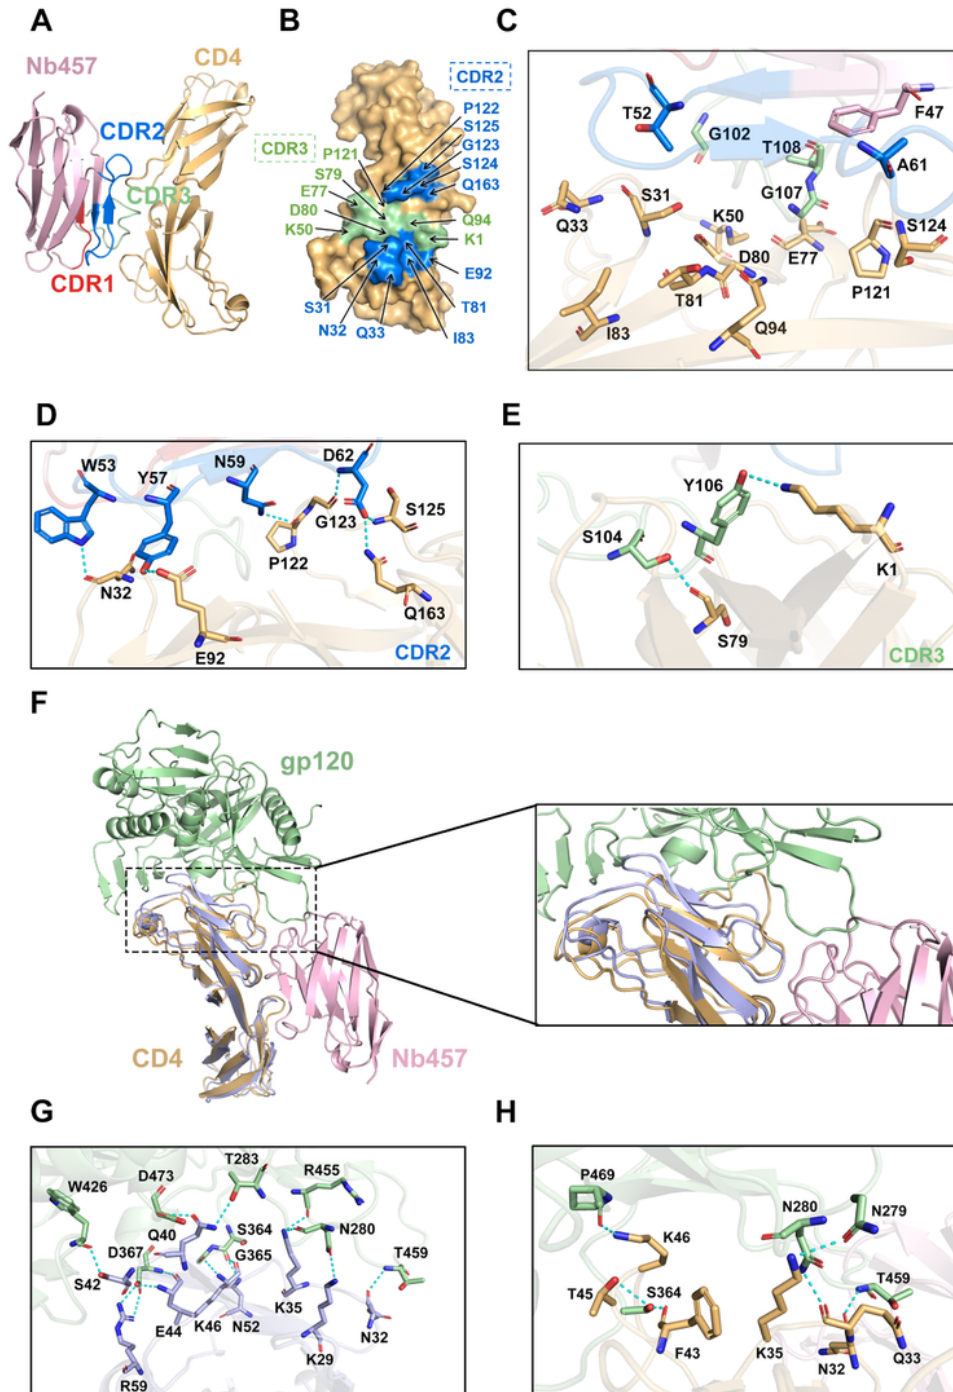 A
Nb457
CD4
CDR2
CDR3
CDR1
B
CDR2
CDR3
P122
S125
G123
S124
Q163
P121
S79
E77
D80
K50
Q94
K1
E92
T81
I83
S31
N32
Q33
C
T52
G102
F47
T108
A61
G107
S31
Q33
K50
D80
E77
S124
P121
T81
I83
Q94
D
W53
Y57
N59
D62
G123
S125
P122
N32
Q163
E92
CDR2
E
Y106
S104
K1
S79
CDR3
F
gp120
CD4
Nb457
G
T283
D473
R455
W426
Q40
S364
N280
D367
G365
T459
S42
K35
E44
K46
N52
N32
K29
R59
H
P469
N280
N279
K46
T45
S364
T459
F43
K35
N32
Q33